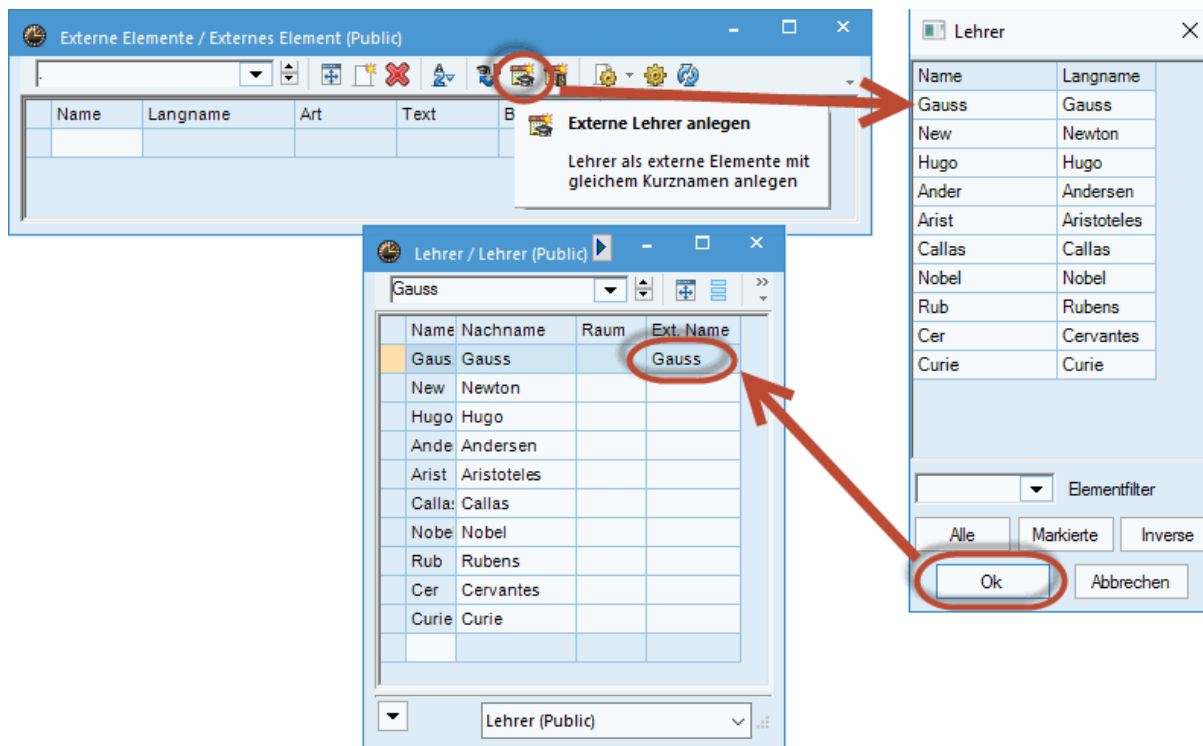 Externe Elemente / Externes Element (Public)
Name Langname Art Text B
Externe Lehrer anlegen
Lehrer als externe Elemente mit
gleichem Kurznamen anlegen
Lehrer
Name Langname
Gauss Gauss
New Newton
Hugo Hugo
Ander Andersen
Arist Aristoteles
Callas Callas
Nobel Nobel
Rub Rubens
Cer Cervantes
Curie Curie
Elementfilter
Alle Markierte Inverse
Ok Abbrechen
Lehrer / Lehrer (Public)
Gauss
Name Nachname Raum Ext. Name
Gaus Gauss Gauss
New Newton
Hugo Hugo
Ande Andersen
Arist Aristoteles
Callas Callas
Nobe Nobel
Rub Rubens
Cer Cervantes
Curie Curie
Lehrer (Public)